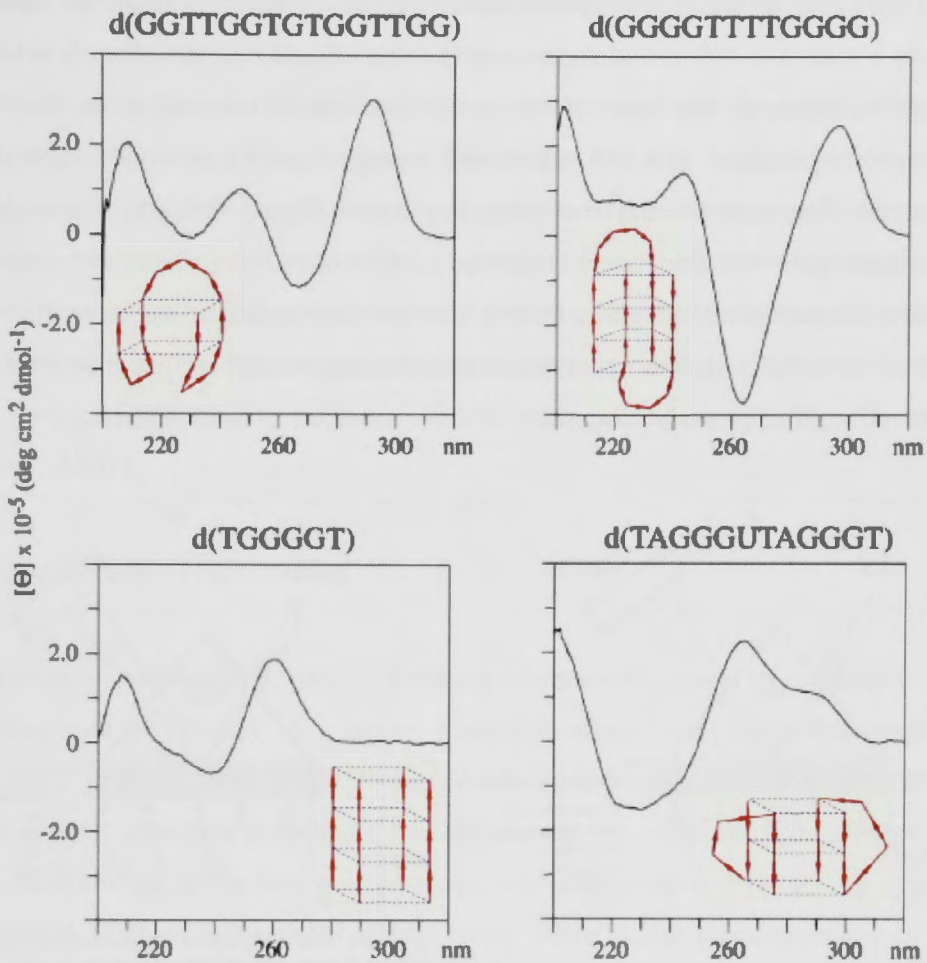 d(GGTTGGTGTGGTTGG)
d(GGGGTTTTGGGG)
2.0
0
-2.0
220 260 300 nm
220 260 300 nm
[Θ] x 10⁻⁵ (deg cm² dmol⁻¹)
d(TGGGGT)
d(TAGGGUTAGGGT)
2.0
0
-2.0
220 260 300 nm
220 260 300 nm